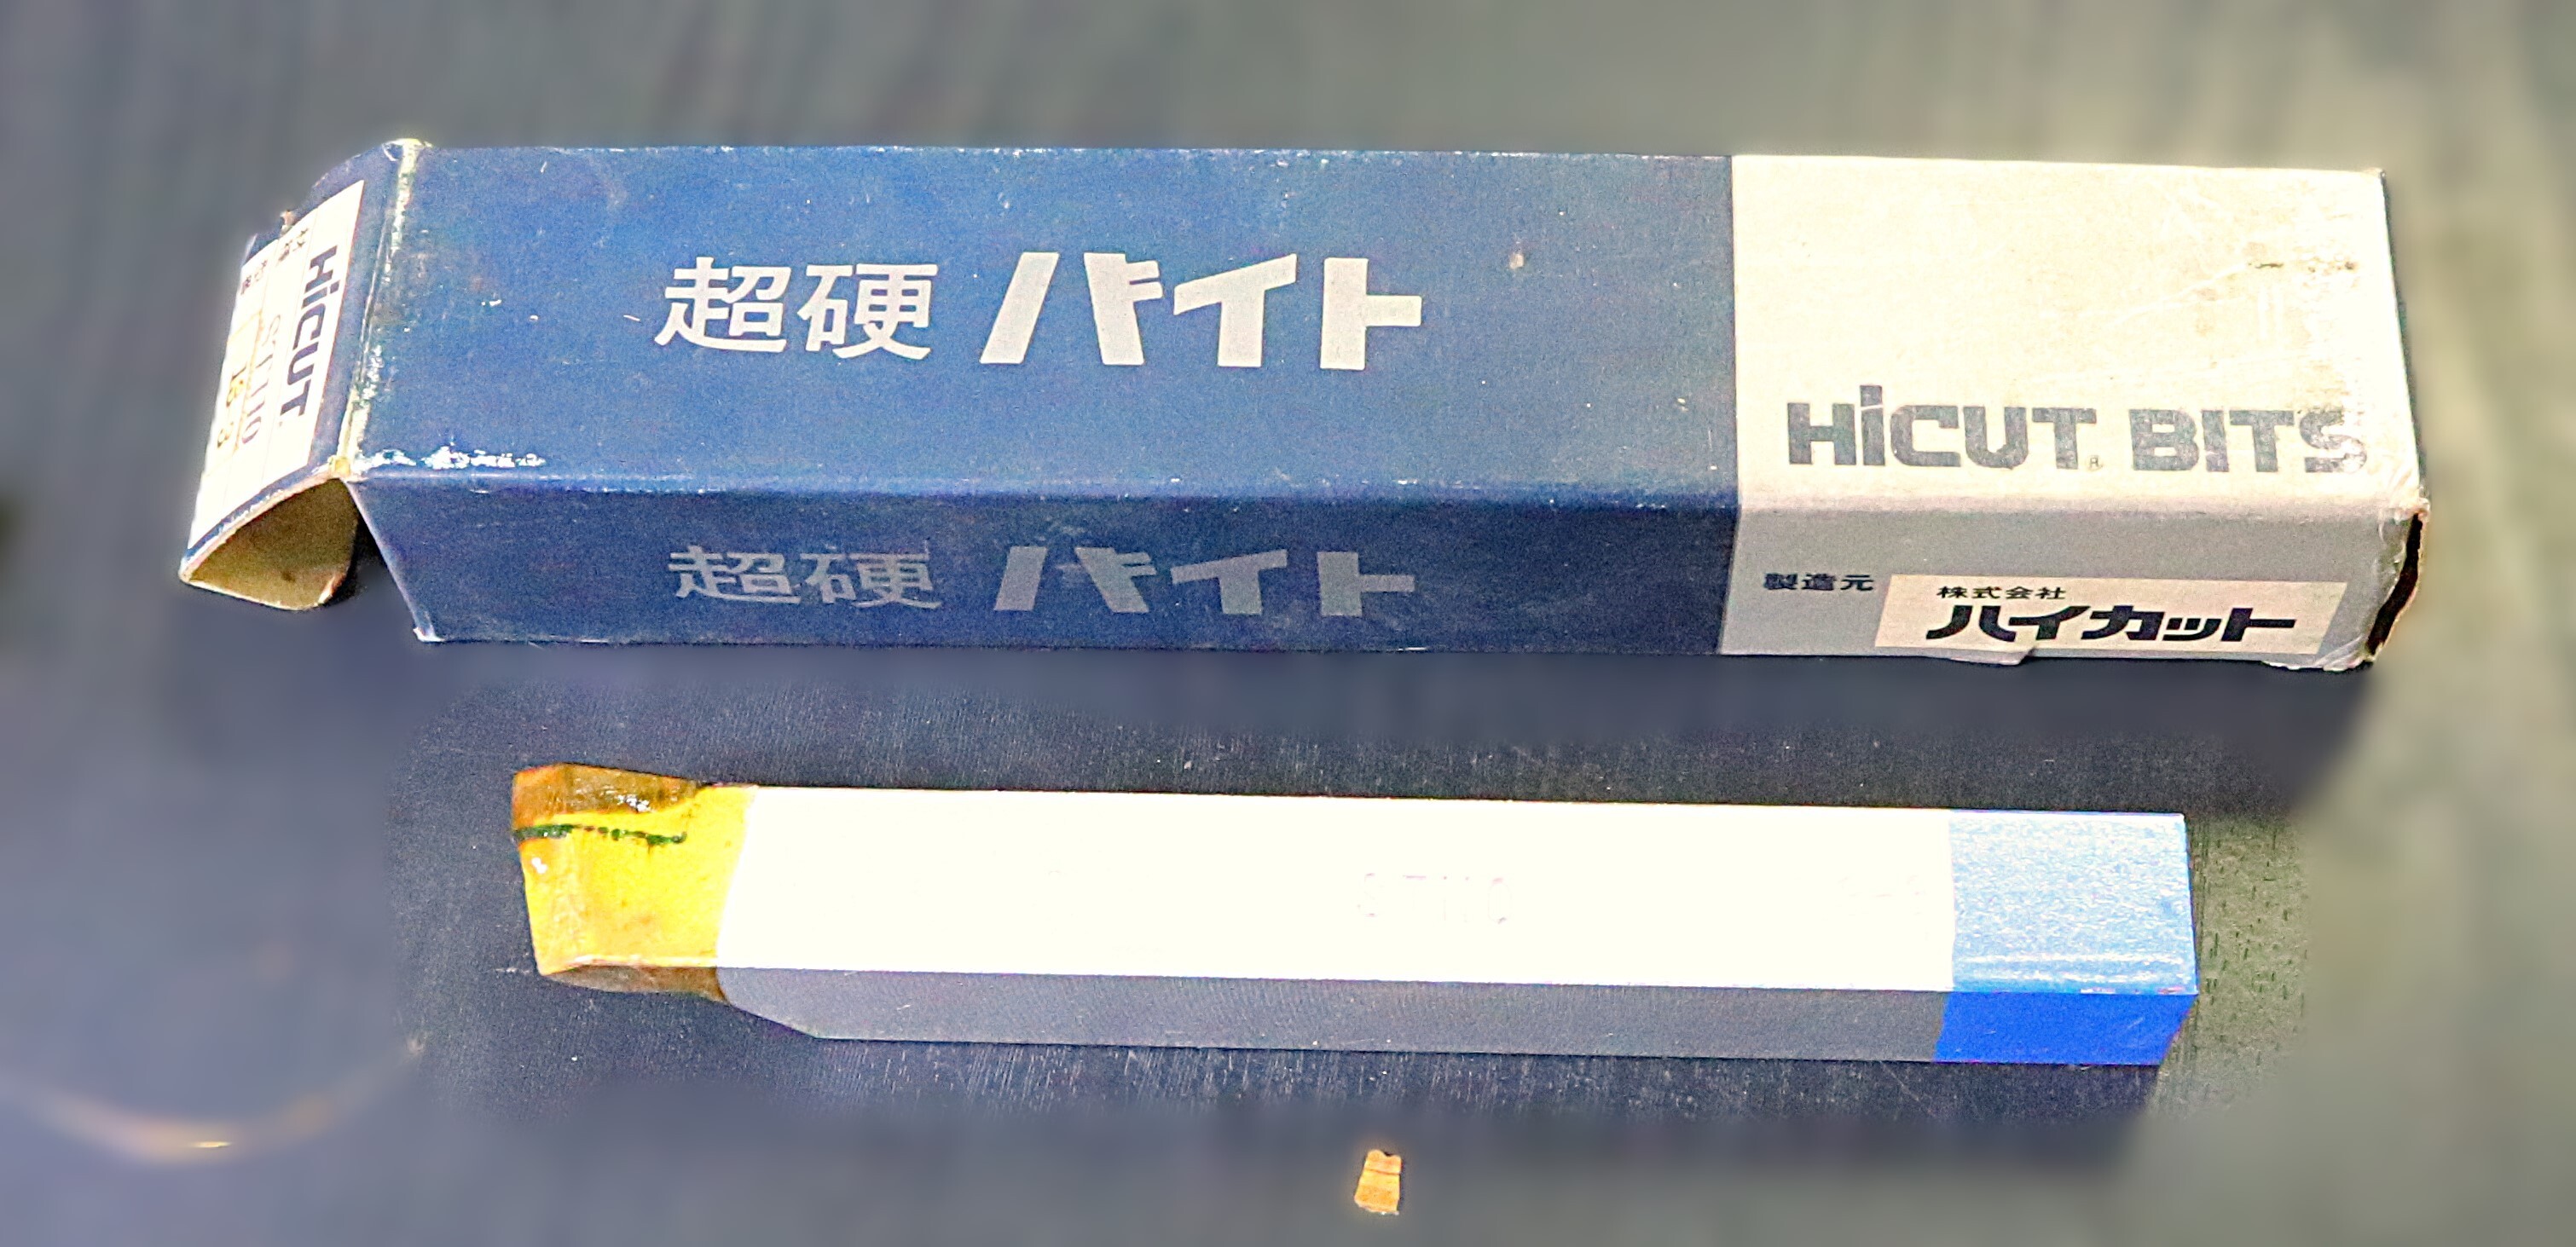 超硬 バイト
HiCUT® BITS
超硬 バイト
製造元
株式会社
ハイカット
HiCUT